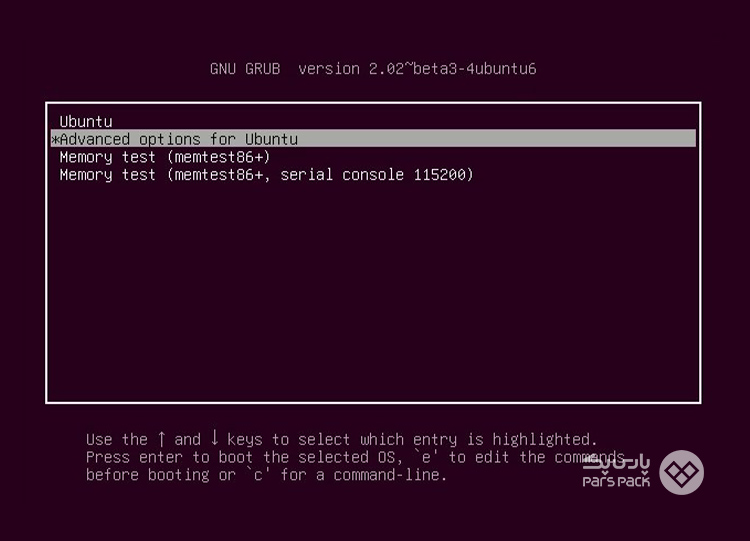 GNU GRUB  version 2.02~beta3-4ubuntu6
Ubuntu
*Advanced options for Ubuntu
Memory test (memtest86+)
Memory test (memtest86+, serial console 115200)
Use the ↑ and ↓ keys to select which entry is highlighted.
Press enter to boot the selected OS, `e' to edit the commands
before booting or `c' for a command-line.
پارس‌پک
PARS PACK